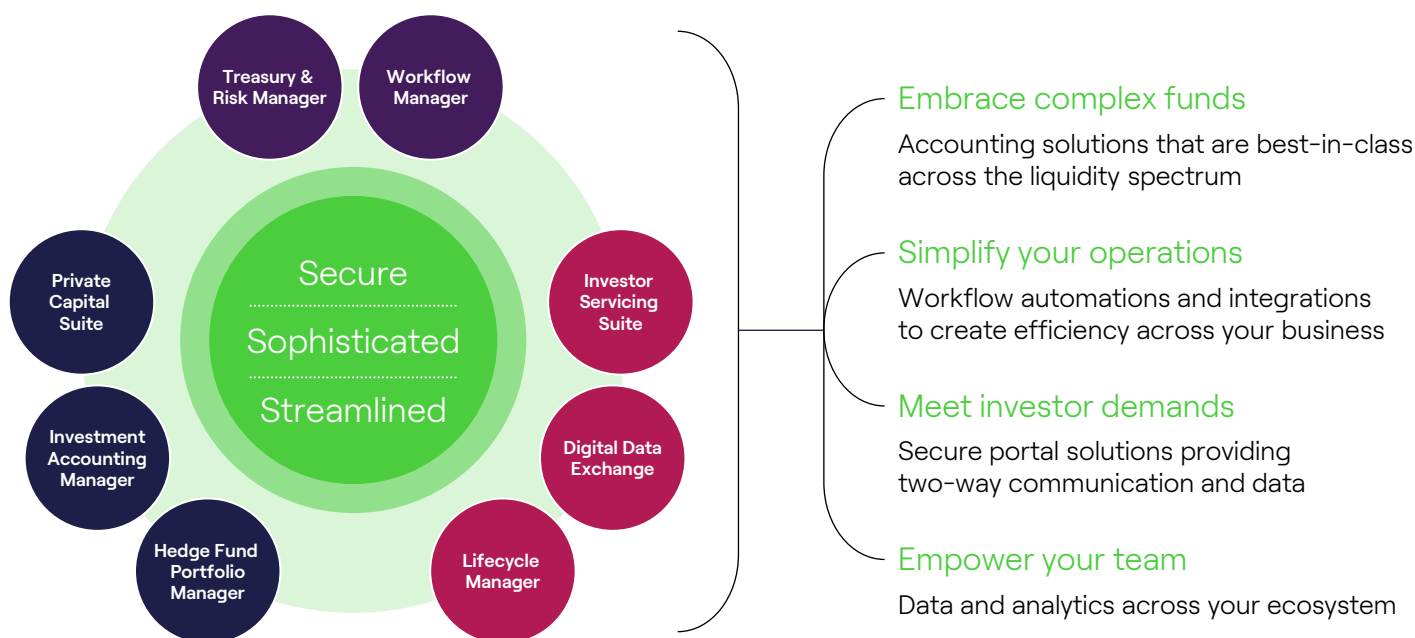 Treasury &
Risk Manager
Workflow
Manager
Private
Capital
Suite
Secure
Sophisticated
Streamlined
Investor
Servicing
Suite
Investment
Accounting
Manager
Digital Data
Exchange
Hedge Fund
Portfolio
Manager
Lifecycle
Manager
Embrace complex funds
Accounting solutions that are best-in-class
across the liquidity spectrum
Simplify your operations
Workflow automations and integrations
to create efficiency across your business
Meet investor demands
Secure portal solutions providing
two-way communication and data
Empower your team
Data and analytics across your ecosystem